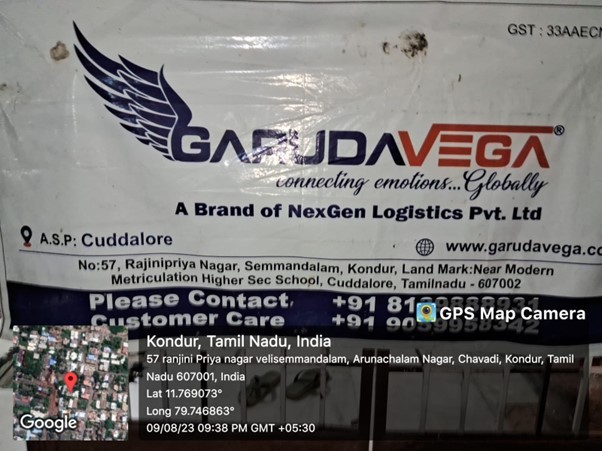 GST : 33AAECN
GARUDAVEGA®
connecting emotions...Globally
A Brand of NexGen Logistics Pvt. Ltd
A.S.P: Cuddalore
www.garudavega.co
No:57, Rajinipriya Nagar, Semmandalam, Kondur, Land Mark:Near Modern
Metriculation Higher Sec School, Cuddalore, Tamilnadu - 607002
Please Contact
Customer Care
GPS Map Camera
Kondur, Tamil Nadu, India
57 ranjini Priya nagar velisemmandalam, Arunachalam Nagar, Chavadi, Kondur, Tamil
Nadu 607001, India
Lat 11.769073°
Long 79.746863°
09/08/23 09:38 PM GMT +05:30
Google